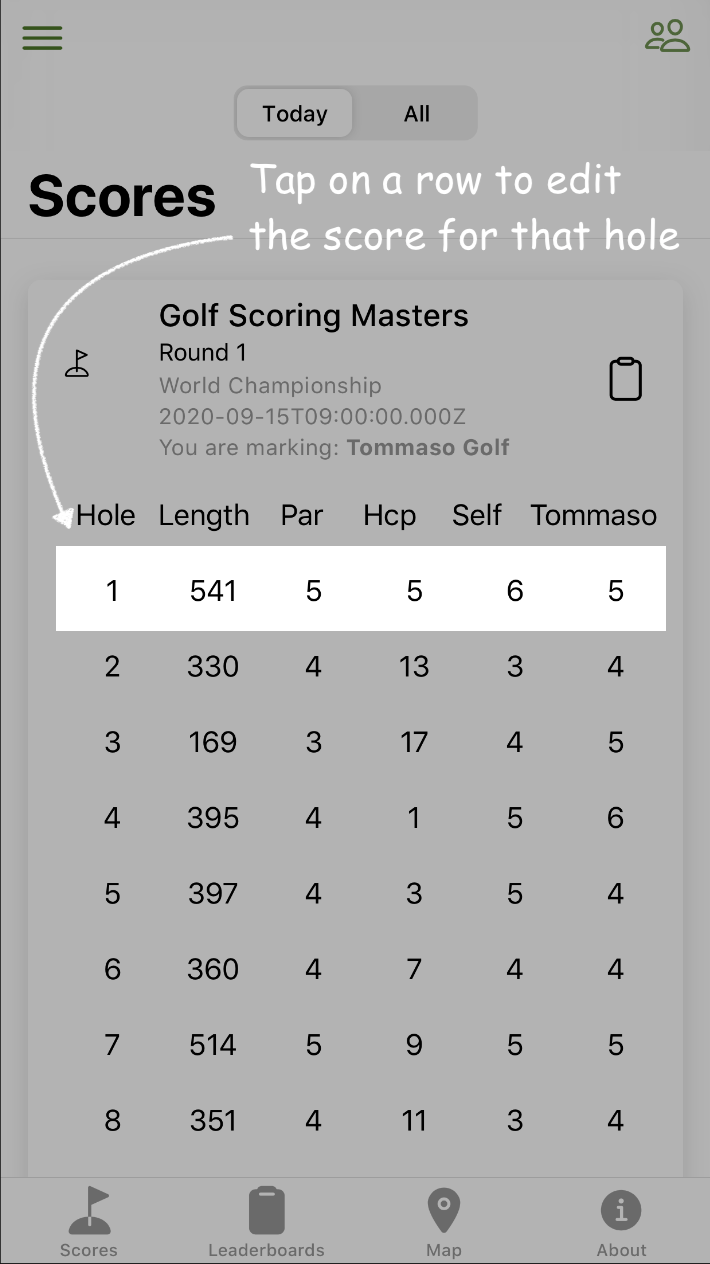 Today All
Scores
Tap on a row to edit
the score for that hole
Golf Scoring Masters
Round 1
World Championship
2020-09-15T09:00:00.000Z
You are marking: Tommaso Golf
Hole Length Par Hcp Self Tommaso
1 541 5 5 6 5
2 330 4 13 3 4
3 169 3 17 4 5
4 395 4 1 5 6
5 397 4 3 5 4
6 360 4 7 4 4
7 514 5 9 5 5
8 351 4 11 3 4
Scores Leaderboards Map About